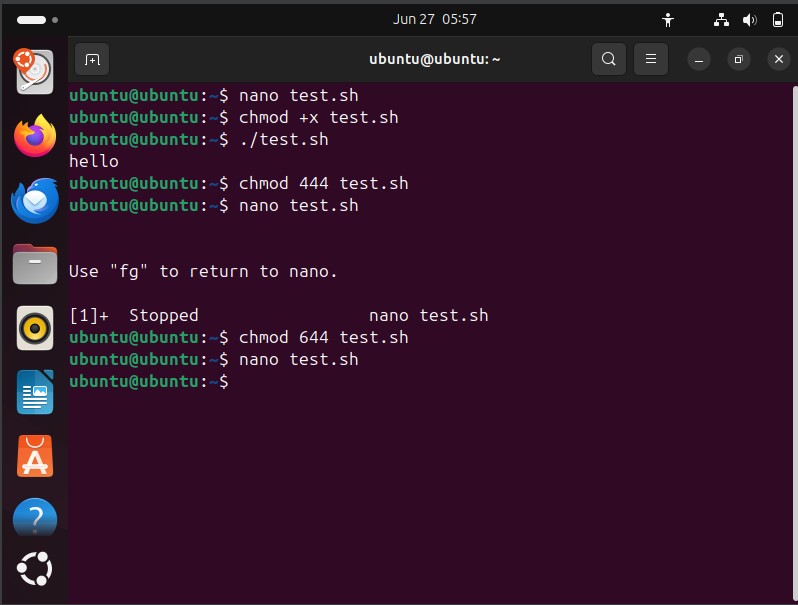 Jun 27 05:57
ubuntu@ubuntu: ~
ubuntu@ubuntu:~$ nano test.sh
ubuntu@ubuntu:~$ chmod +x test.sh
ubuntu@ubuntu:~$ ./test.sh
hello
ubuntu@ubuntu:~$ chmod 444 test.sh
ubuntu@ubuntu:~$ nano test.sh
Use "fg" to return to nano.
[1]+  Stopped                 nano test.sh
ubuntu@ubuntu:~$ chmod 644 test.sh
ubuntu@ubuntu:~$ nano test.sh
ubuntu@ubuntu:~$